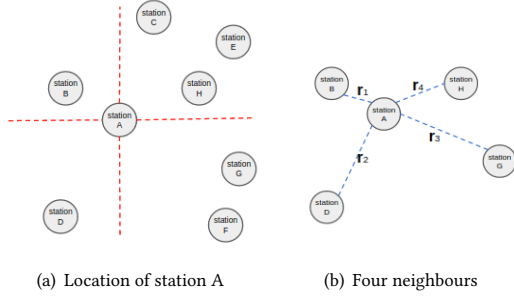 station
C
station
E
station
B
station
H
station
A
station
G
station
D
station
F
station
B
r1
r4
station
H
station
A
r3
station
G
r2
station
D
(a) Location of station A
(b) Four neighbours